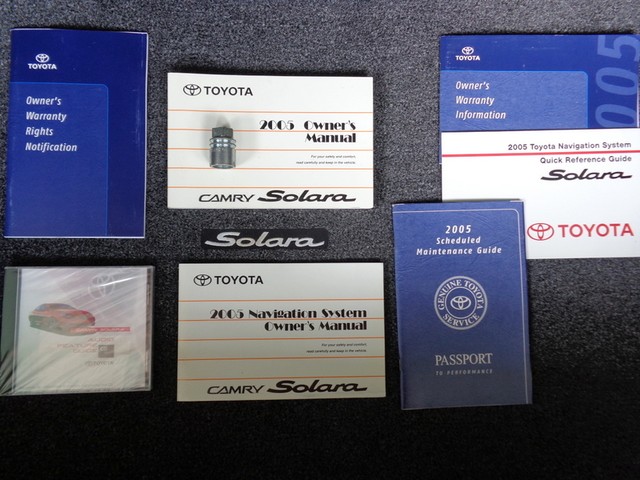 TOYOTA
Owner's
Warranty
Rights
Notification
TOYOTA
2005 Owner's
Manual
For your safety and comfort,
read carefully and keep in the vehicle.
CAMRY Solara
TOYOTA
Owner's
Warranty
Information
2005
2005 Toyota Navigation System
Quick Reference Guide
Solara
TOYOTA
Solara
2005
Scheduled
Maintenance Guide
GENUINE TOYOTA
SERVICE
PASSPORT
TO PERFORMANCE
TOYOTA
2005 Navigation System
Owner's Manual
For your safety and comfort,
read carefully and keep in the vehicle.
CAMRY Solara